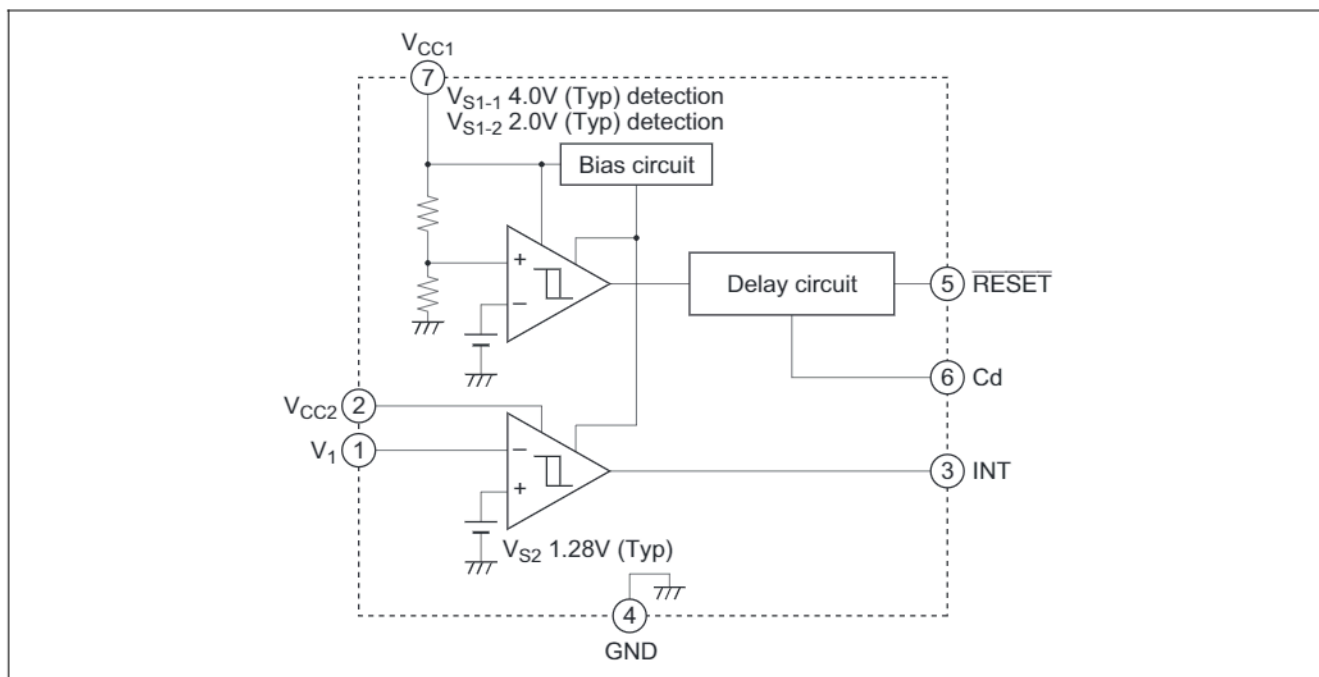 VCC1
7
VS1-1 4.0V (Typ) detection
VS1-2 2.0V (Typ) detection
Bias circuit
+
−
Delay circuit
5 RESET
6 Cd
VCC2 2
V1 1
−
+
3 INT
VS2 1.28V (Typ)
4
GND